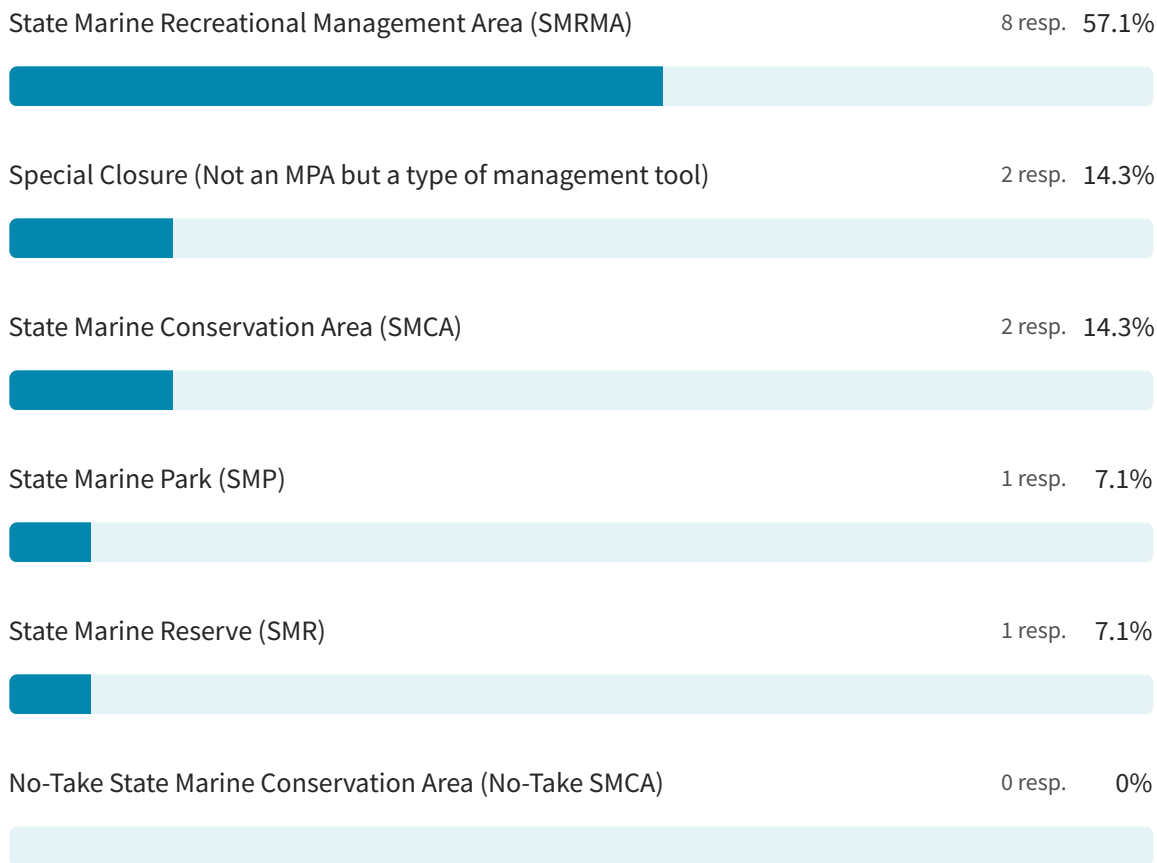 State Marine Recreational Management Area (SMRMA) 8 resp. 57.1%
Special Closure (Not an MPA but a type of management tool) 2 resp. 14.3%
State Marine Conservation Area (SMCA) 2 resp. 14.3%
State Marine Park (SMP) 1 resp. 7.1%
State Marine Reserve (SMR) 1 resp. 7.1%
No-Take State Marine Conservation Area (No-Take SMCA) 0 resp. 0%